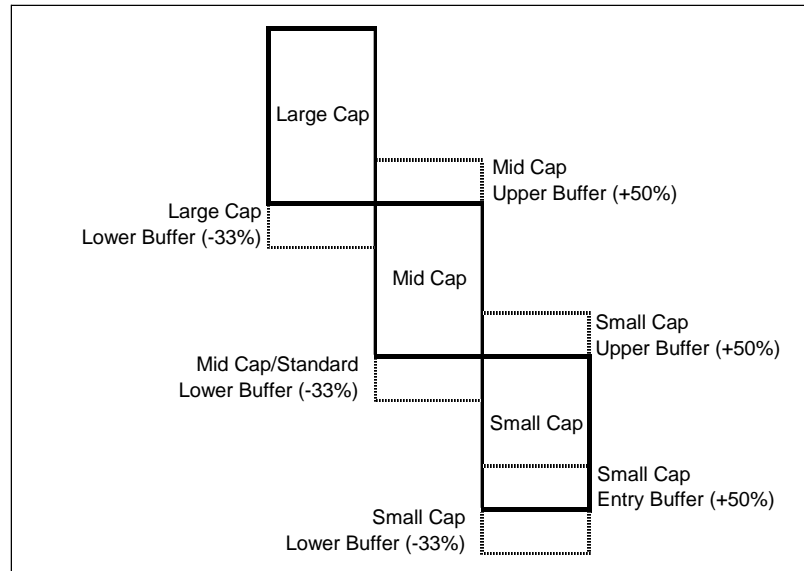 Large Cap
Mid Cap
Upper Buffer (+50%)
Large Cap
Lower Buffer (-33%)
Mid Cap
Small Cap
Upper Buffer (+50%)
Mid Cap/Standard
Lower Buffer (-33%)
Small Cap
Small Cap
Entry Buffer (+50%)
Small Cap
Lower Buffer (-33%)